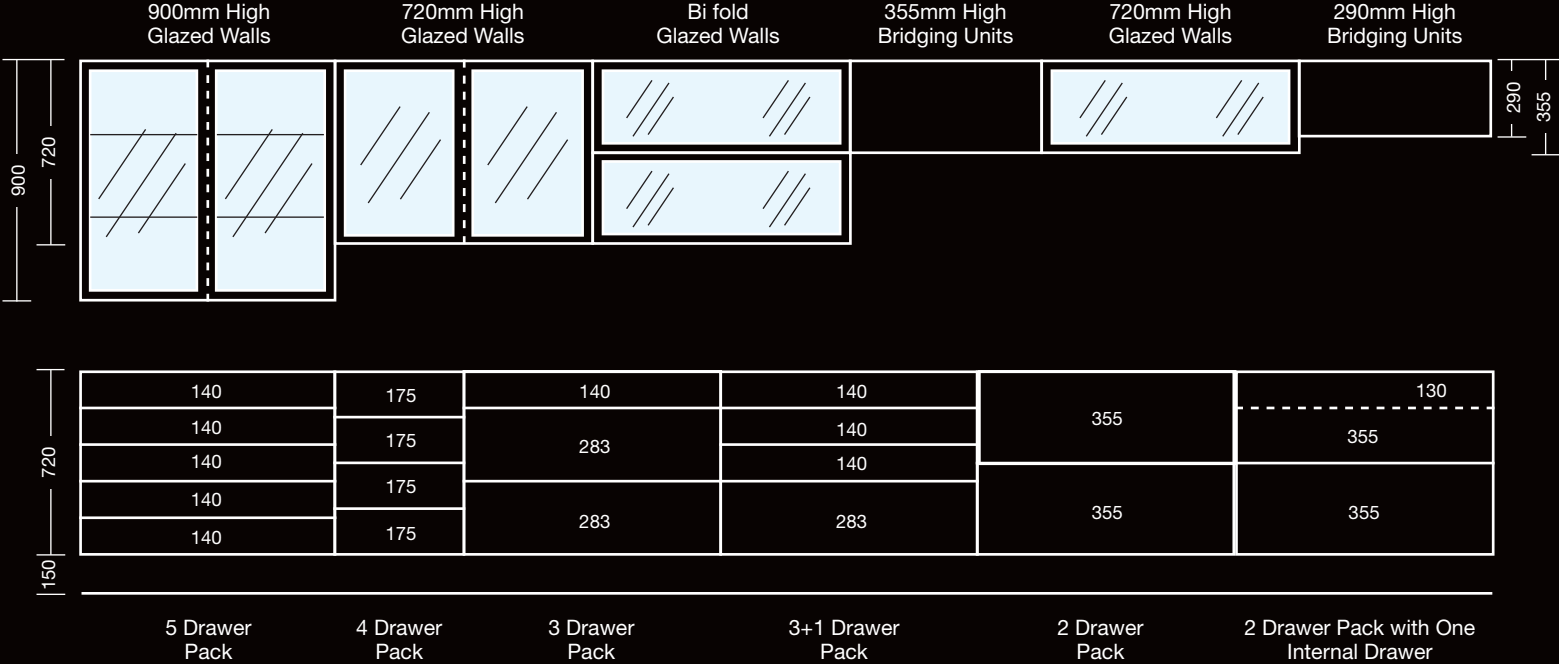 900mm High
Glazed Walls
720mm High
Glazed Walls
Bi fold
Glazed Walls
355mm High
Bridging Units
720mm High
Glazed Walls
290mm High
Bridging Units
900
720
290
355
720
150
140
140
140
140
140
175
175
175
175
140
283
283
140
140
140
283
355
355
130
355
355
5 Drawer
Pack
4 Drawer
Pack
3 Drawer
Pack
3+1 Drawer
Pack
2 Drawer
Pack
2 Drawer Pack with One
Internal Drawer